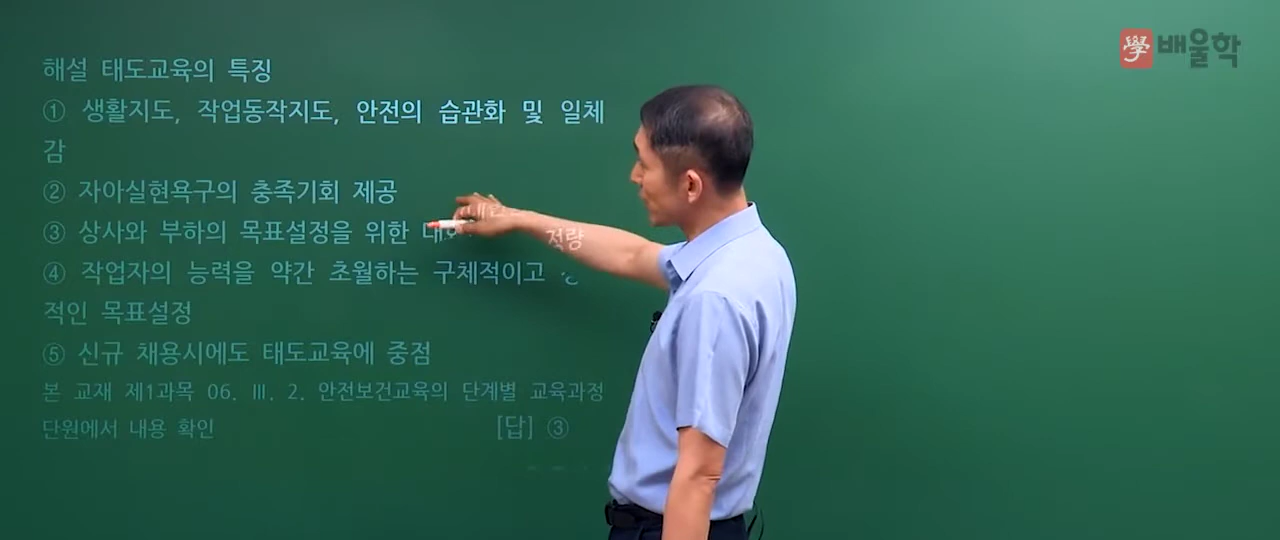 學 배울학
해설 태도교육의 특징
① 생활지도, 작업동작지도, 안전의 습관화 및 일체
감
② 자아실현욕구의 충족기회 제공
③ 상사와 부하의 목표설정을 위한
④ 작업자의 능력을 약간 초월하는 구체적이고 정량
적인 목표설정
⑤ 신규 채용시에도 태도교육에 중점
본 교재 제1과목 06. Ⅲ. 2. 안전보건교육의 단계별 교육과정
단원에서 내용 확인 [답] ③